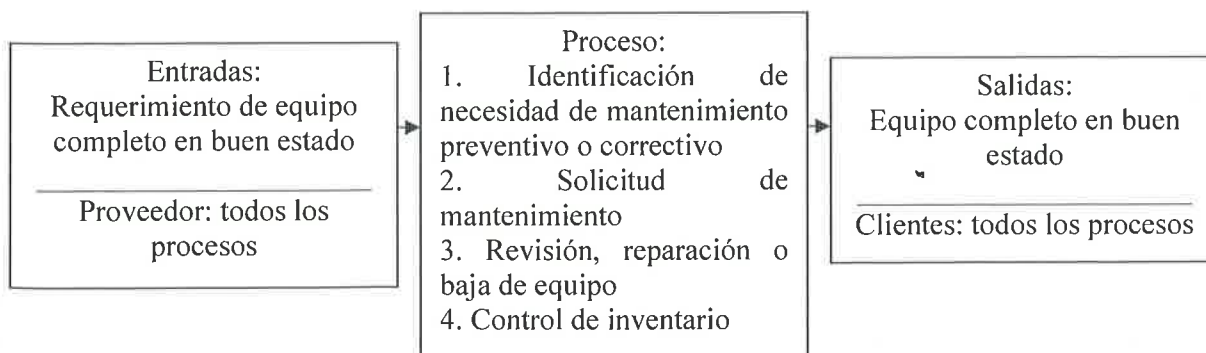 Entradas:
Requerimiento de equipo
completo en buen estado
Proveedor: todos los
procesos
Proceso:
1. Identificación de
necesidad de mantenimiento
preventivo o correctivo
2. Solicitud de
mantenimiento
3. Revisión, reparación o
baja de equipo
4. Control de inventario
Salidas:
Equipo completo en buen
estado
Clientes: todos los procesos